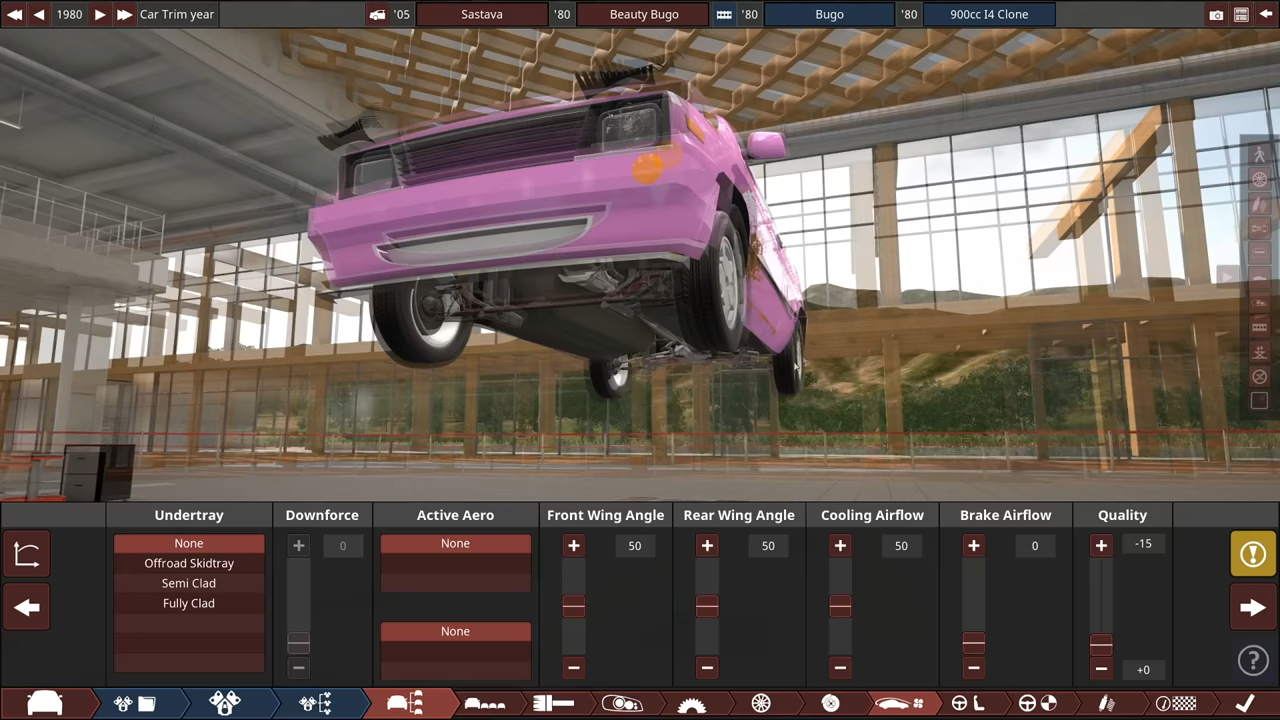 1980 Car Trim year '05 Sastava '80 Beauty Bugo '80 Bugo '80 900cc I4 Clone
Undertray Downforce Active Aero Front Wing Angle Rear Wing Angle Cooling Airflow Brake Airflow Quality
None 0 None 50 50 50 0 -15
Offroad Skidtray
Semi Clad
Fully Clad
None
+0